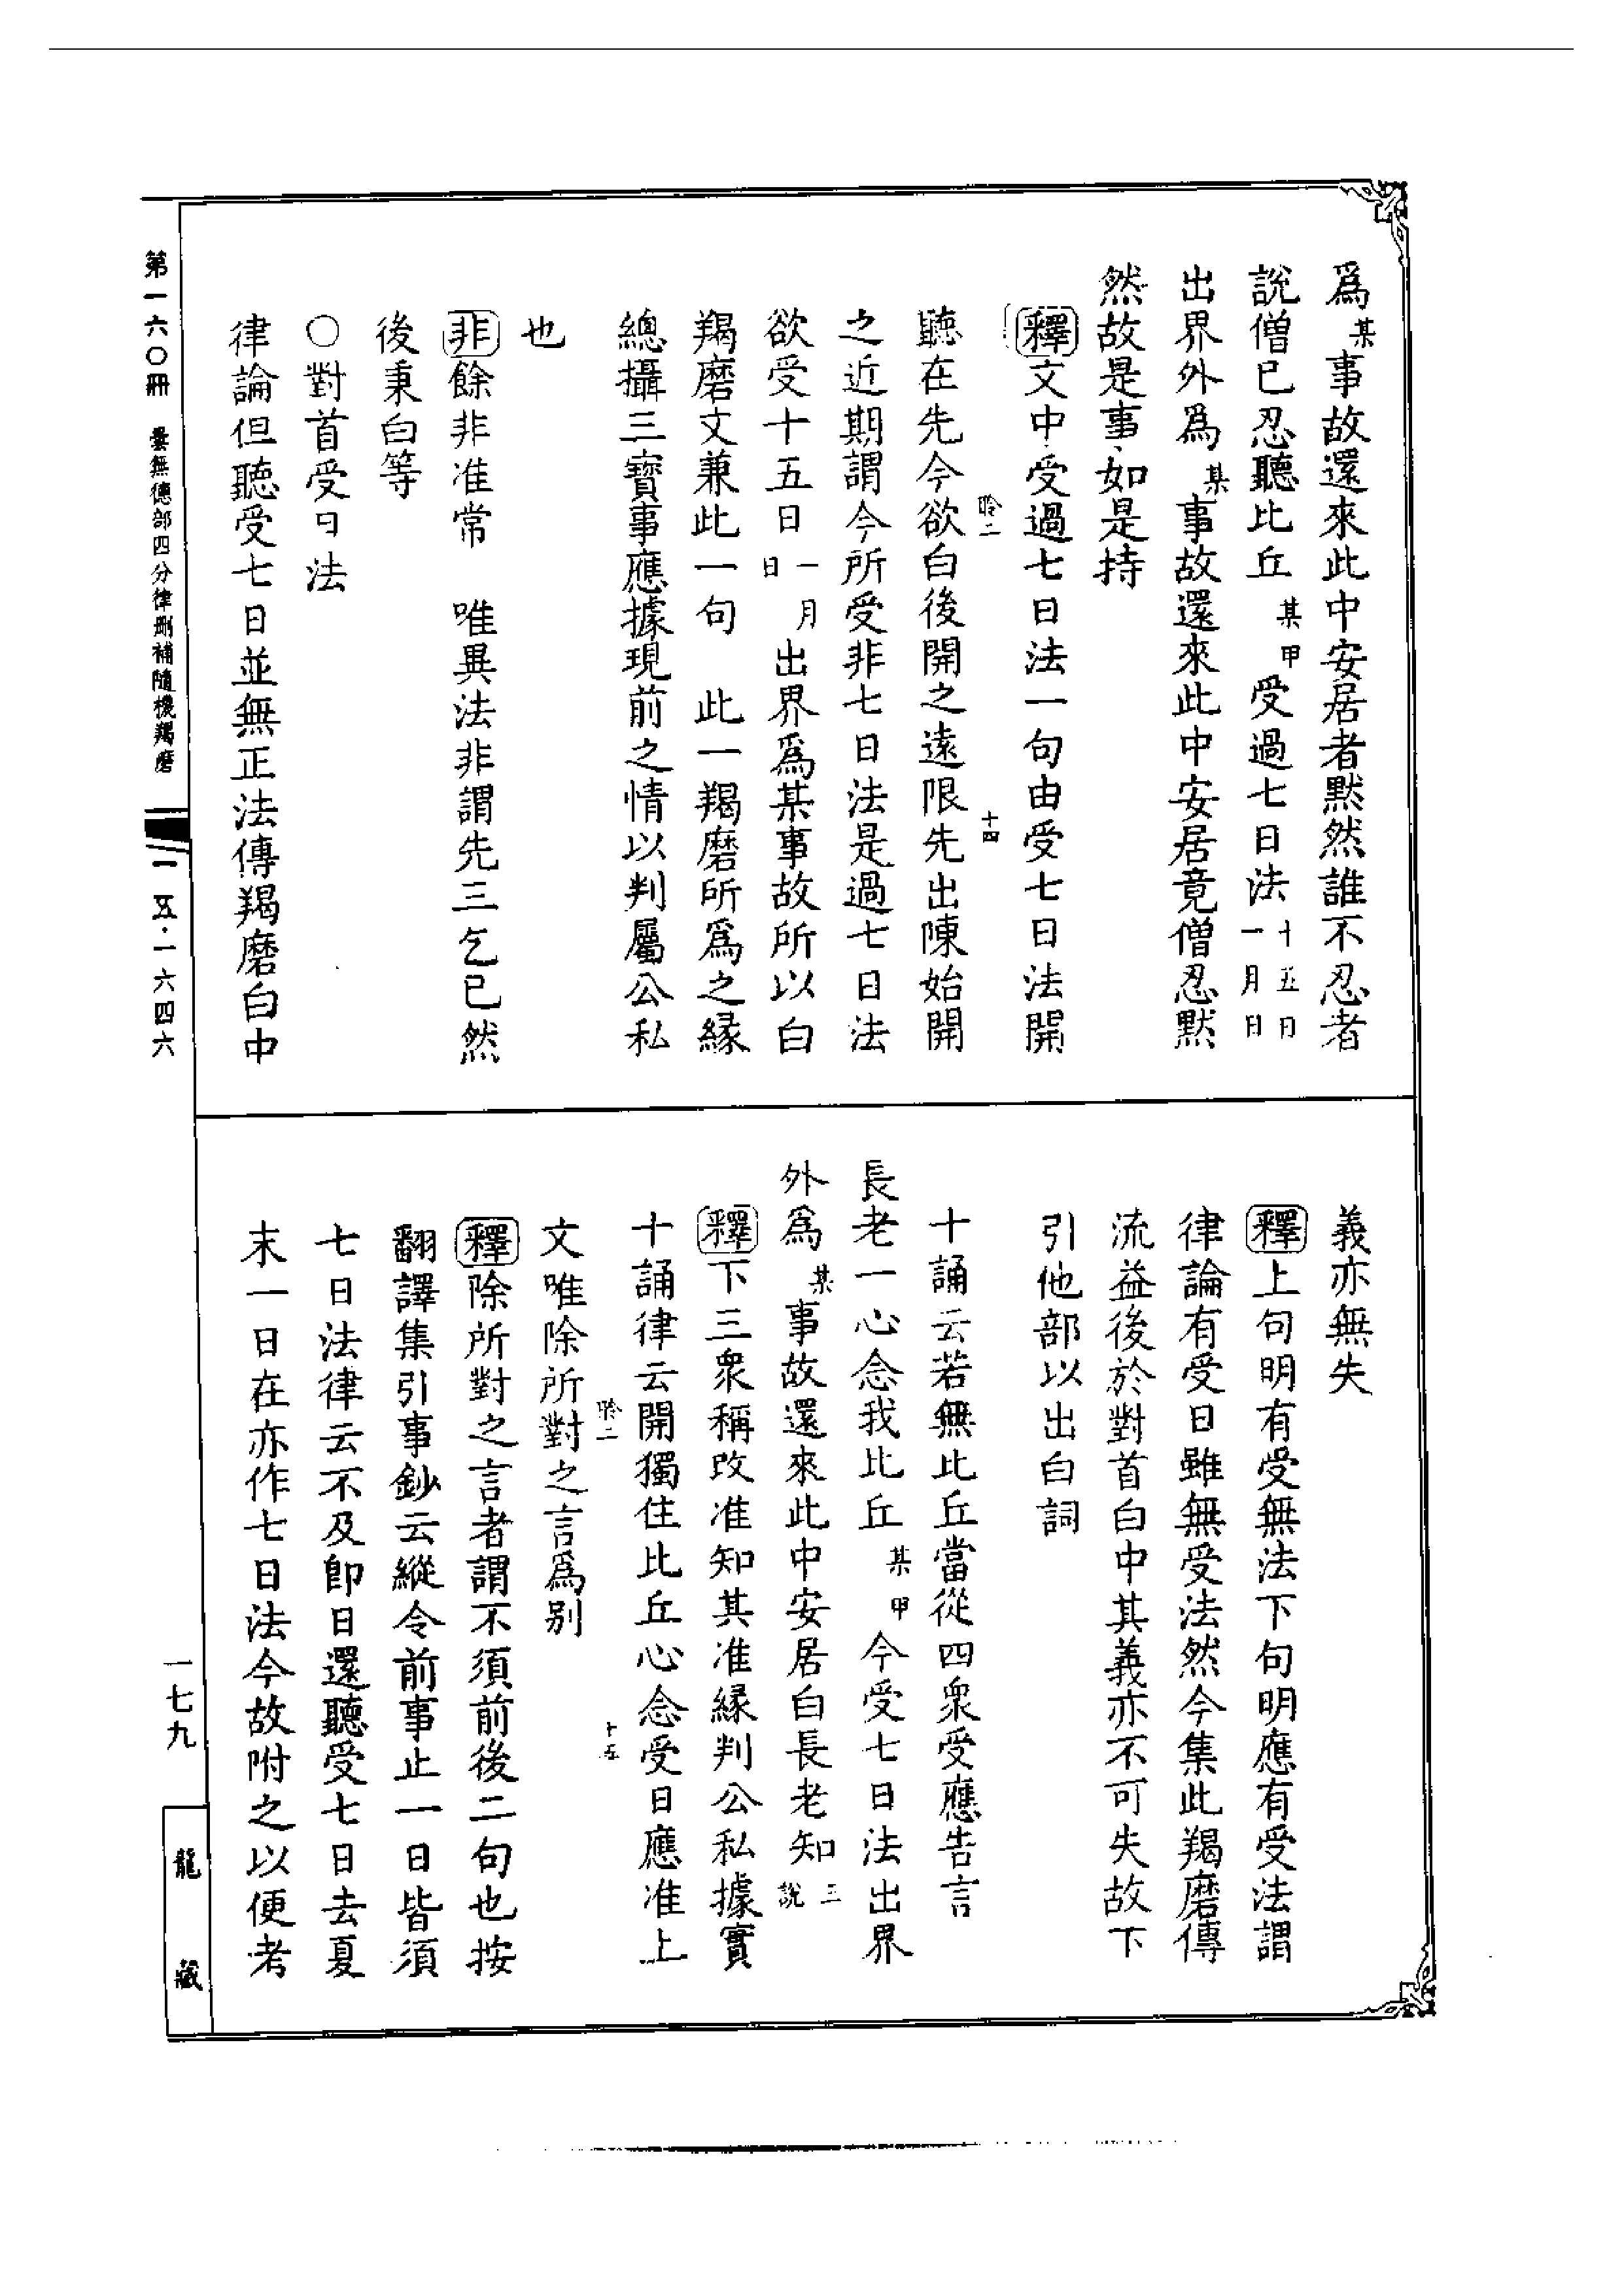 爲某事故還來此中安居者默然誰不忍者
說僧已忍聽比丘某甲受過七日法十五日一月日
出界外爲某事故還來此中安居竟僧忍默
然故是事如是持
釋文中受過七日法一句由受七日法開
聽在先今欲白後開之遠限先出陳始開
之近期謂今所受非七日法是過七日法
欲受十五日一月日出界爲某事故所以白
羯磨文兼此一句 此一羯磨所爲之緣
總攝三寶事應據現前之情以判屬公私
也
非餘非准常 唯異法非謂先三乞已然
後秉白等
○對首受日法
律論但聽受七日並無正法傳羯磨白中
義亦無失
釋上句明有受無法下句明應有受法謂
律論有受日雖無受法然今集此羯磨傳
流益後於對首白中其義亦不可失故下
引他部以出白詞
十誦云若無比丘當從四衆受應告言
長老一心念我比丘某甲今受七日法出界
外爲某事故還來此中安居白長老知三說
釋下三衆稱改准知其准緣判公私據實
十誦律云開獨住比丘心念受日應准上
文唯除所對之言爲别
釋除所對之言者謂不須前後二句也按
翻譯集引事鈔云縱令前事止一日皆須
七日法律云不及卽日還聽受七日去夏
末一日在亦作七日法今故附之以便考
聆二
十四
聆二
十五
第一六〇冊 曇無德部四分律刪補隨機羯磨
一五·一六四六
一七九
龍藏